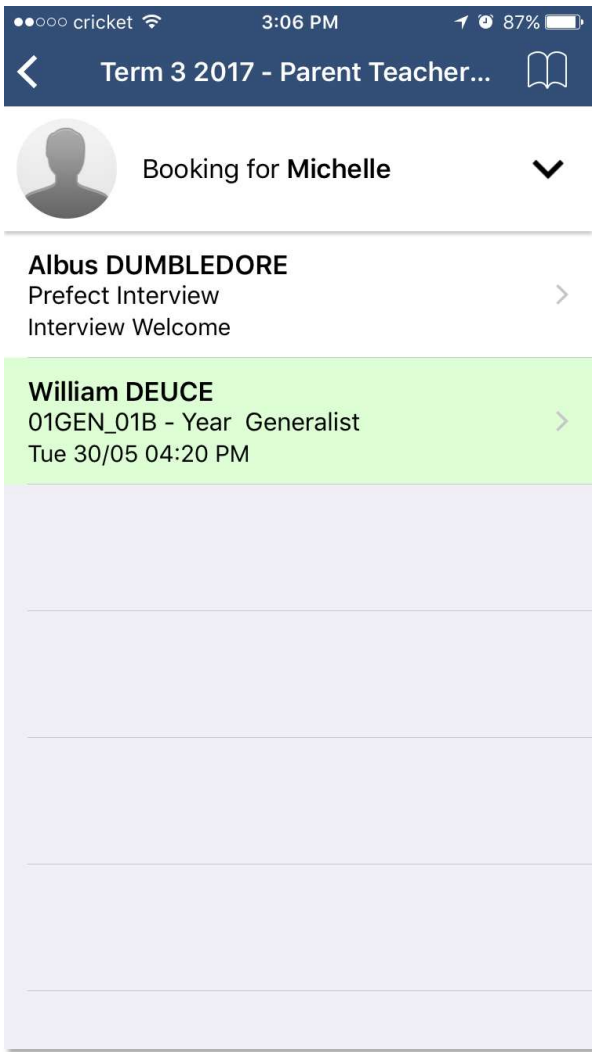 cricket 3:06 PM 87%
Term 3 2017 - Parent Teacher...
Booking for Michelle
Albus DUMBLEDORE
Prefect Interview
Interview Welcome
William DEUCE
01GEN_01B - Year  Generalist
Tue 30/05 04:20 PM